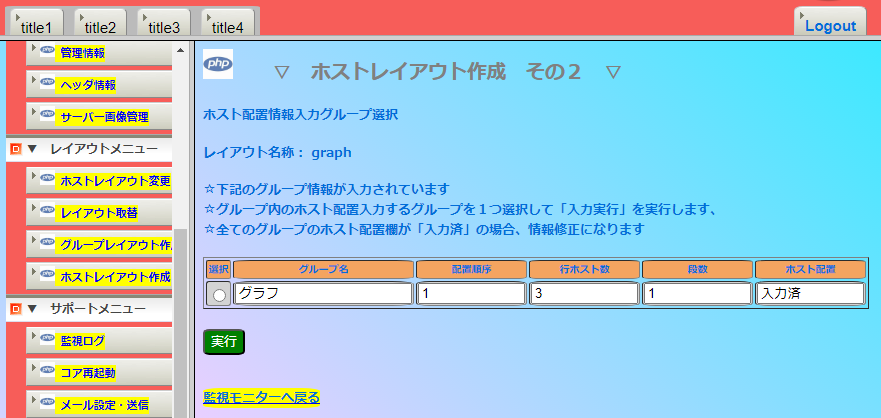 title1 title2 title3 title4 Logout
管理情報
ヘッダ情報
サーバー画像管理
▼ レイアウトメニュー
ホストレイアウト変更
レイアウト取替
グループレイアウト作
ホストレイアウト作成
▼ サポートメニュー
監視ログ
コア再起動
メール設定・送信
php ▽ ホストレイアウト作成 その２ ▽
ホスト配置情報入力グループ選択
レイアウト名称： graph
☆下記のグループ情報が入力されています
☆グループ内のホスト配置入力するグループを１つ選択して「入力実行」を実行します、
☆全てのグループのホスト配置欄が「入力済」の場合、情報修正になります
選択 グループ名 配置順序 行ホスト数 段数 ホスト配置
グラフ 1 3 1 入力済
実行
監視モニターへ戻る